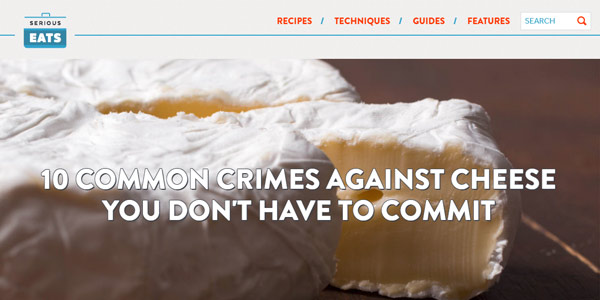 SERIOUS
EATS
RECIPES / TECHNIQUES / GUIDES / FEATURES
SEARCH
10 COMMON CRIMES AGAINST CHEESE
YOU DON'T HAVE TO COMMIT